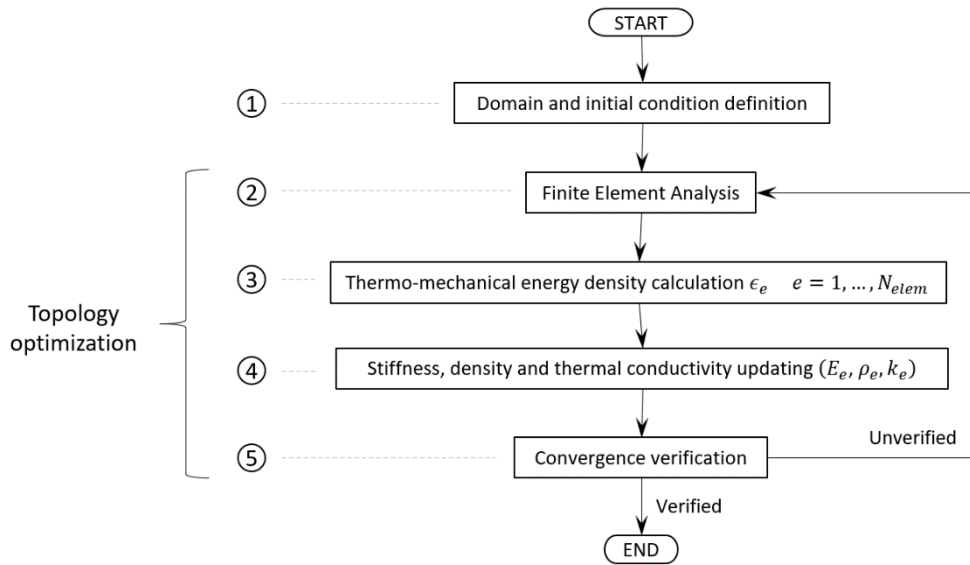 START
① Domain and initial condition definition
② Finite Element Analysis
③ Thermo-mechanical energy density calculation ϵₑ e = 1, …, Nₑₗₑₘ
Topology
optimization
④ Stiffness, density and thermal conductivity updating (Eₑ, ρₑ, kₑ)
Unverified
⑤ Convergence verification
Verified
END